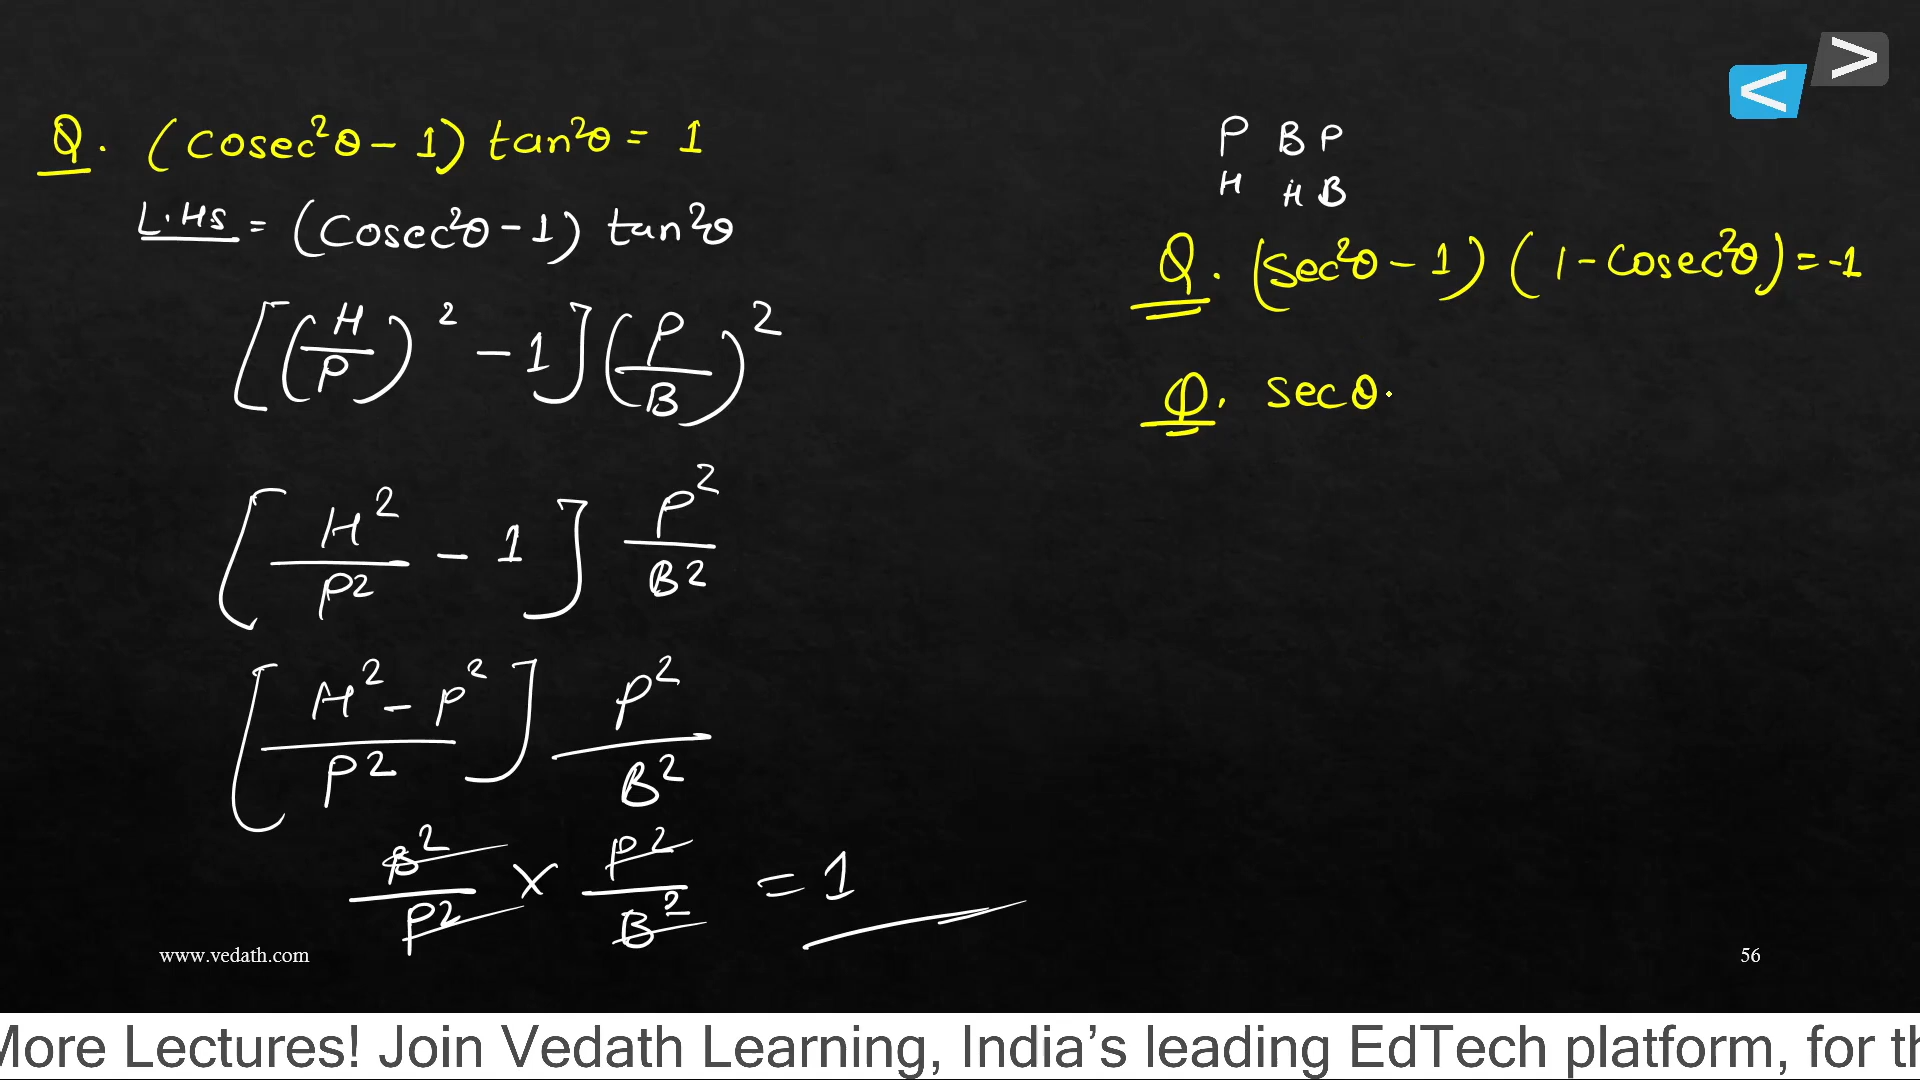 Q. (cosec²θ - 1) tan²θ = 1
L.HS = (Cosec²θ - 1) tan²θ
[(H/P)² - 1] (P/B)²
[H²/P² - 1] P²/B²
[H² - P²/P²] P²/B²
B²/P² × P²/B² = 1
P B P
H H B
Q. (sec²θ - 1) (1 - cosec²θ) = -1
Q. secθ.
< >
www.vedath.com
56
More Lectures! Join Vedath Learning, India’s leading EdTech platform, for th